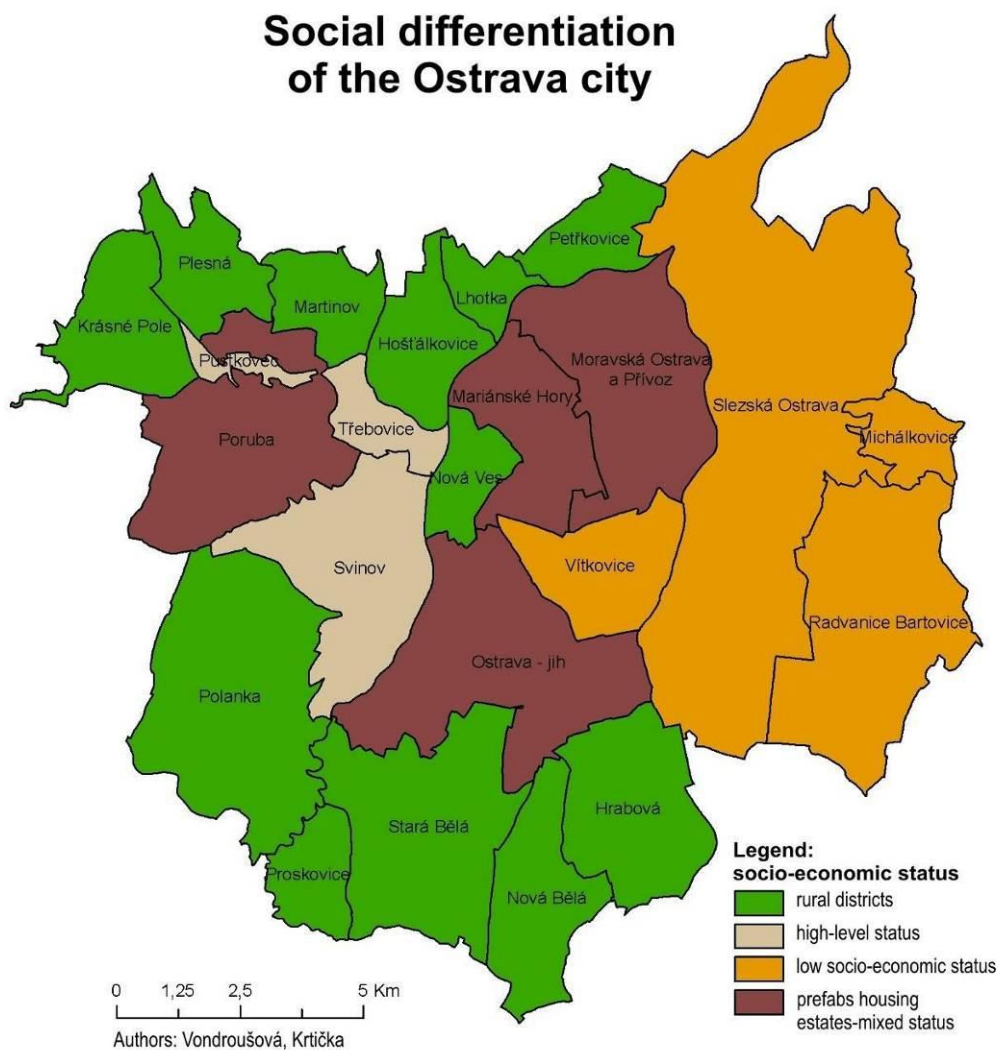 Social differentiation
of the Ostrava city
Petřkovice
Plesná
Lhotka
Martinov
Krásné Pole
Hošťálkovice
Pustkovec
Moravská Ostrava
a Přívoz
Mariánské Hory
Slezská Ostrava
Třebovice
Michálkovice
Poruba
Nová Ves
Svinov
Vítkovice
Radvanice Bartovice
Ostrava - jih
Polanka
Hrabová
Stará Bělá
Proskovice
Nová Bělá
Legend:
socio-economic status
rural districts
high-level status
low socio-economic status
prefabs housing
estates-mixed status
0 1,25 2,5 5 Km
Authors: Vondroušová, Krtička